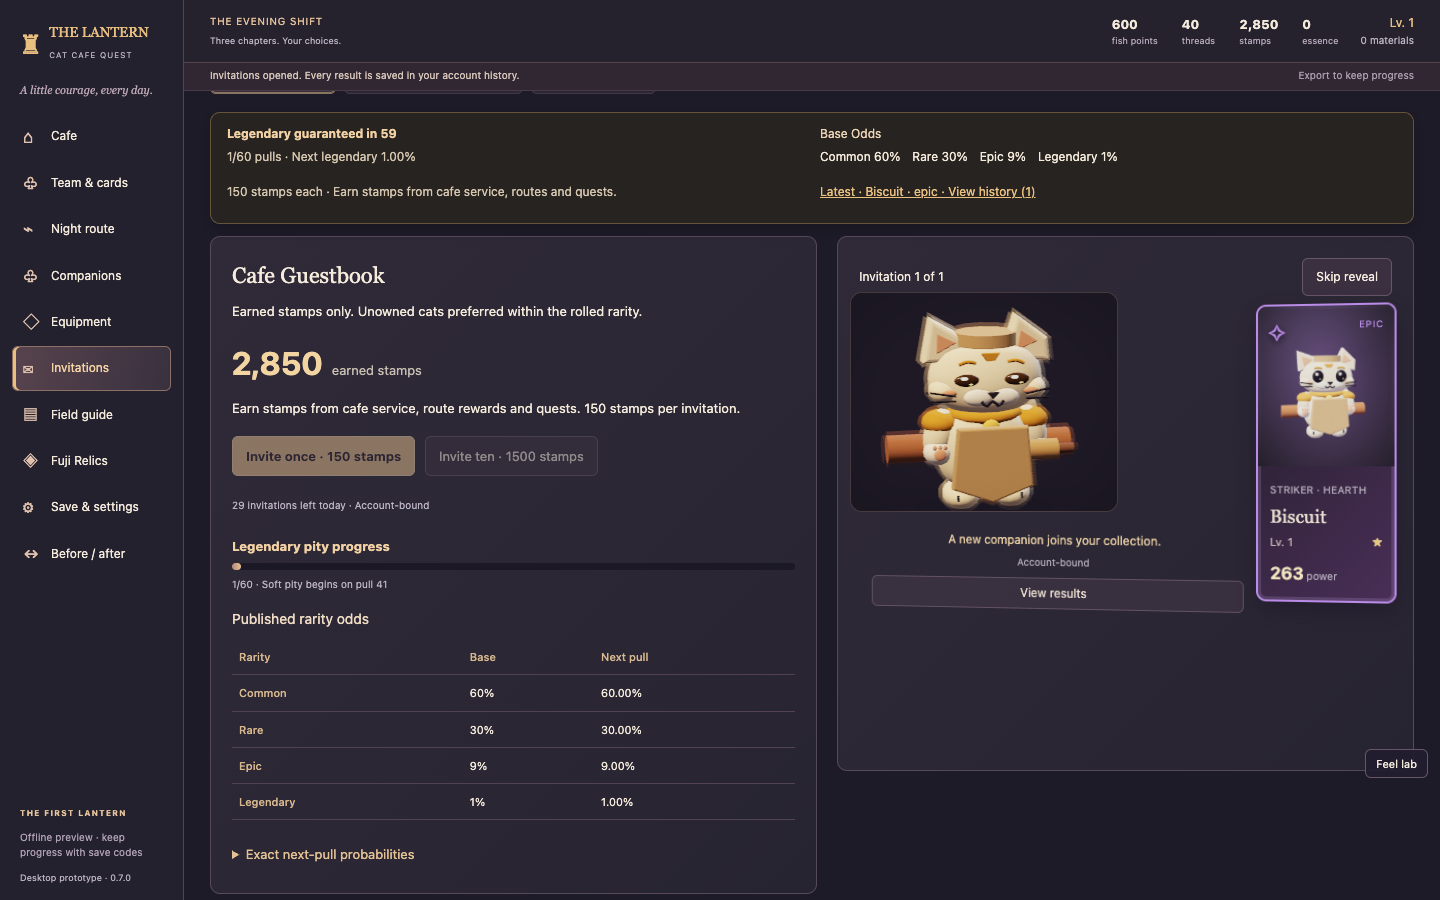 THE LANTERN
CAT CAFE QUEST
A little courage, every day.
Cafe
Team & cards
Night route
Companions
Equipment
Invitations
Field guide
Fuji Relics
Save & settings
Before / after
THE FIRST LANTERN
Offline preview · keep
progress with save codes
Desktop prototype · 0.7.0
THE EVENING SHIFT
Three chapters. Your choices.
600
fish points
40
threads
2,850
stamps
0
essence
Lv. 1
0 materials
Invitations opened. Every result is saved in your account history.
Export to keep progress
Legendary guaranteed in 59
1/60 pulls · Next legendary 1.00%
150 stamps each · Earn stamps from cafe service, routes and quests.
Base Odds
Common 60% Rare 30% Epic 9% Legendary 1%
Latest · Biscuit · epic · View history (1)
Cafe Guestbook
Earned stamps only. Unowned cats preferred within the rolled rarity.
2,850 earned stamps
Earn stamps from cafe service, route rewards and quests. 150 stamps per invitation.
Invite once · 150 stamps
Invite ten · 1500 stamps
29 invitations left today · Account-bound
Legendary pity progress
1/60 · Soft pity begins on pull 41
Published rarity odds
Rarity Base Next pull
Common 60% 60.00%
Rare 30% 30.00%
Epic 9% 9.00%
Legendary 1% 1.00%
Exact next-pull probabilities
Invitation 1 of 1
Skip reveal
EPIC
STRIKER · HEARTH
Biscuit
Lv. 1
263 power
A new companion joins your collection.
Account-bound
View results
Feel lab